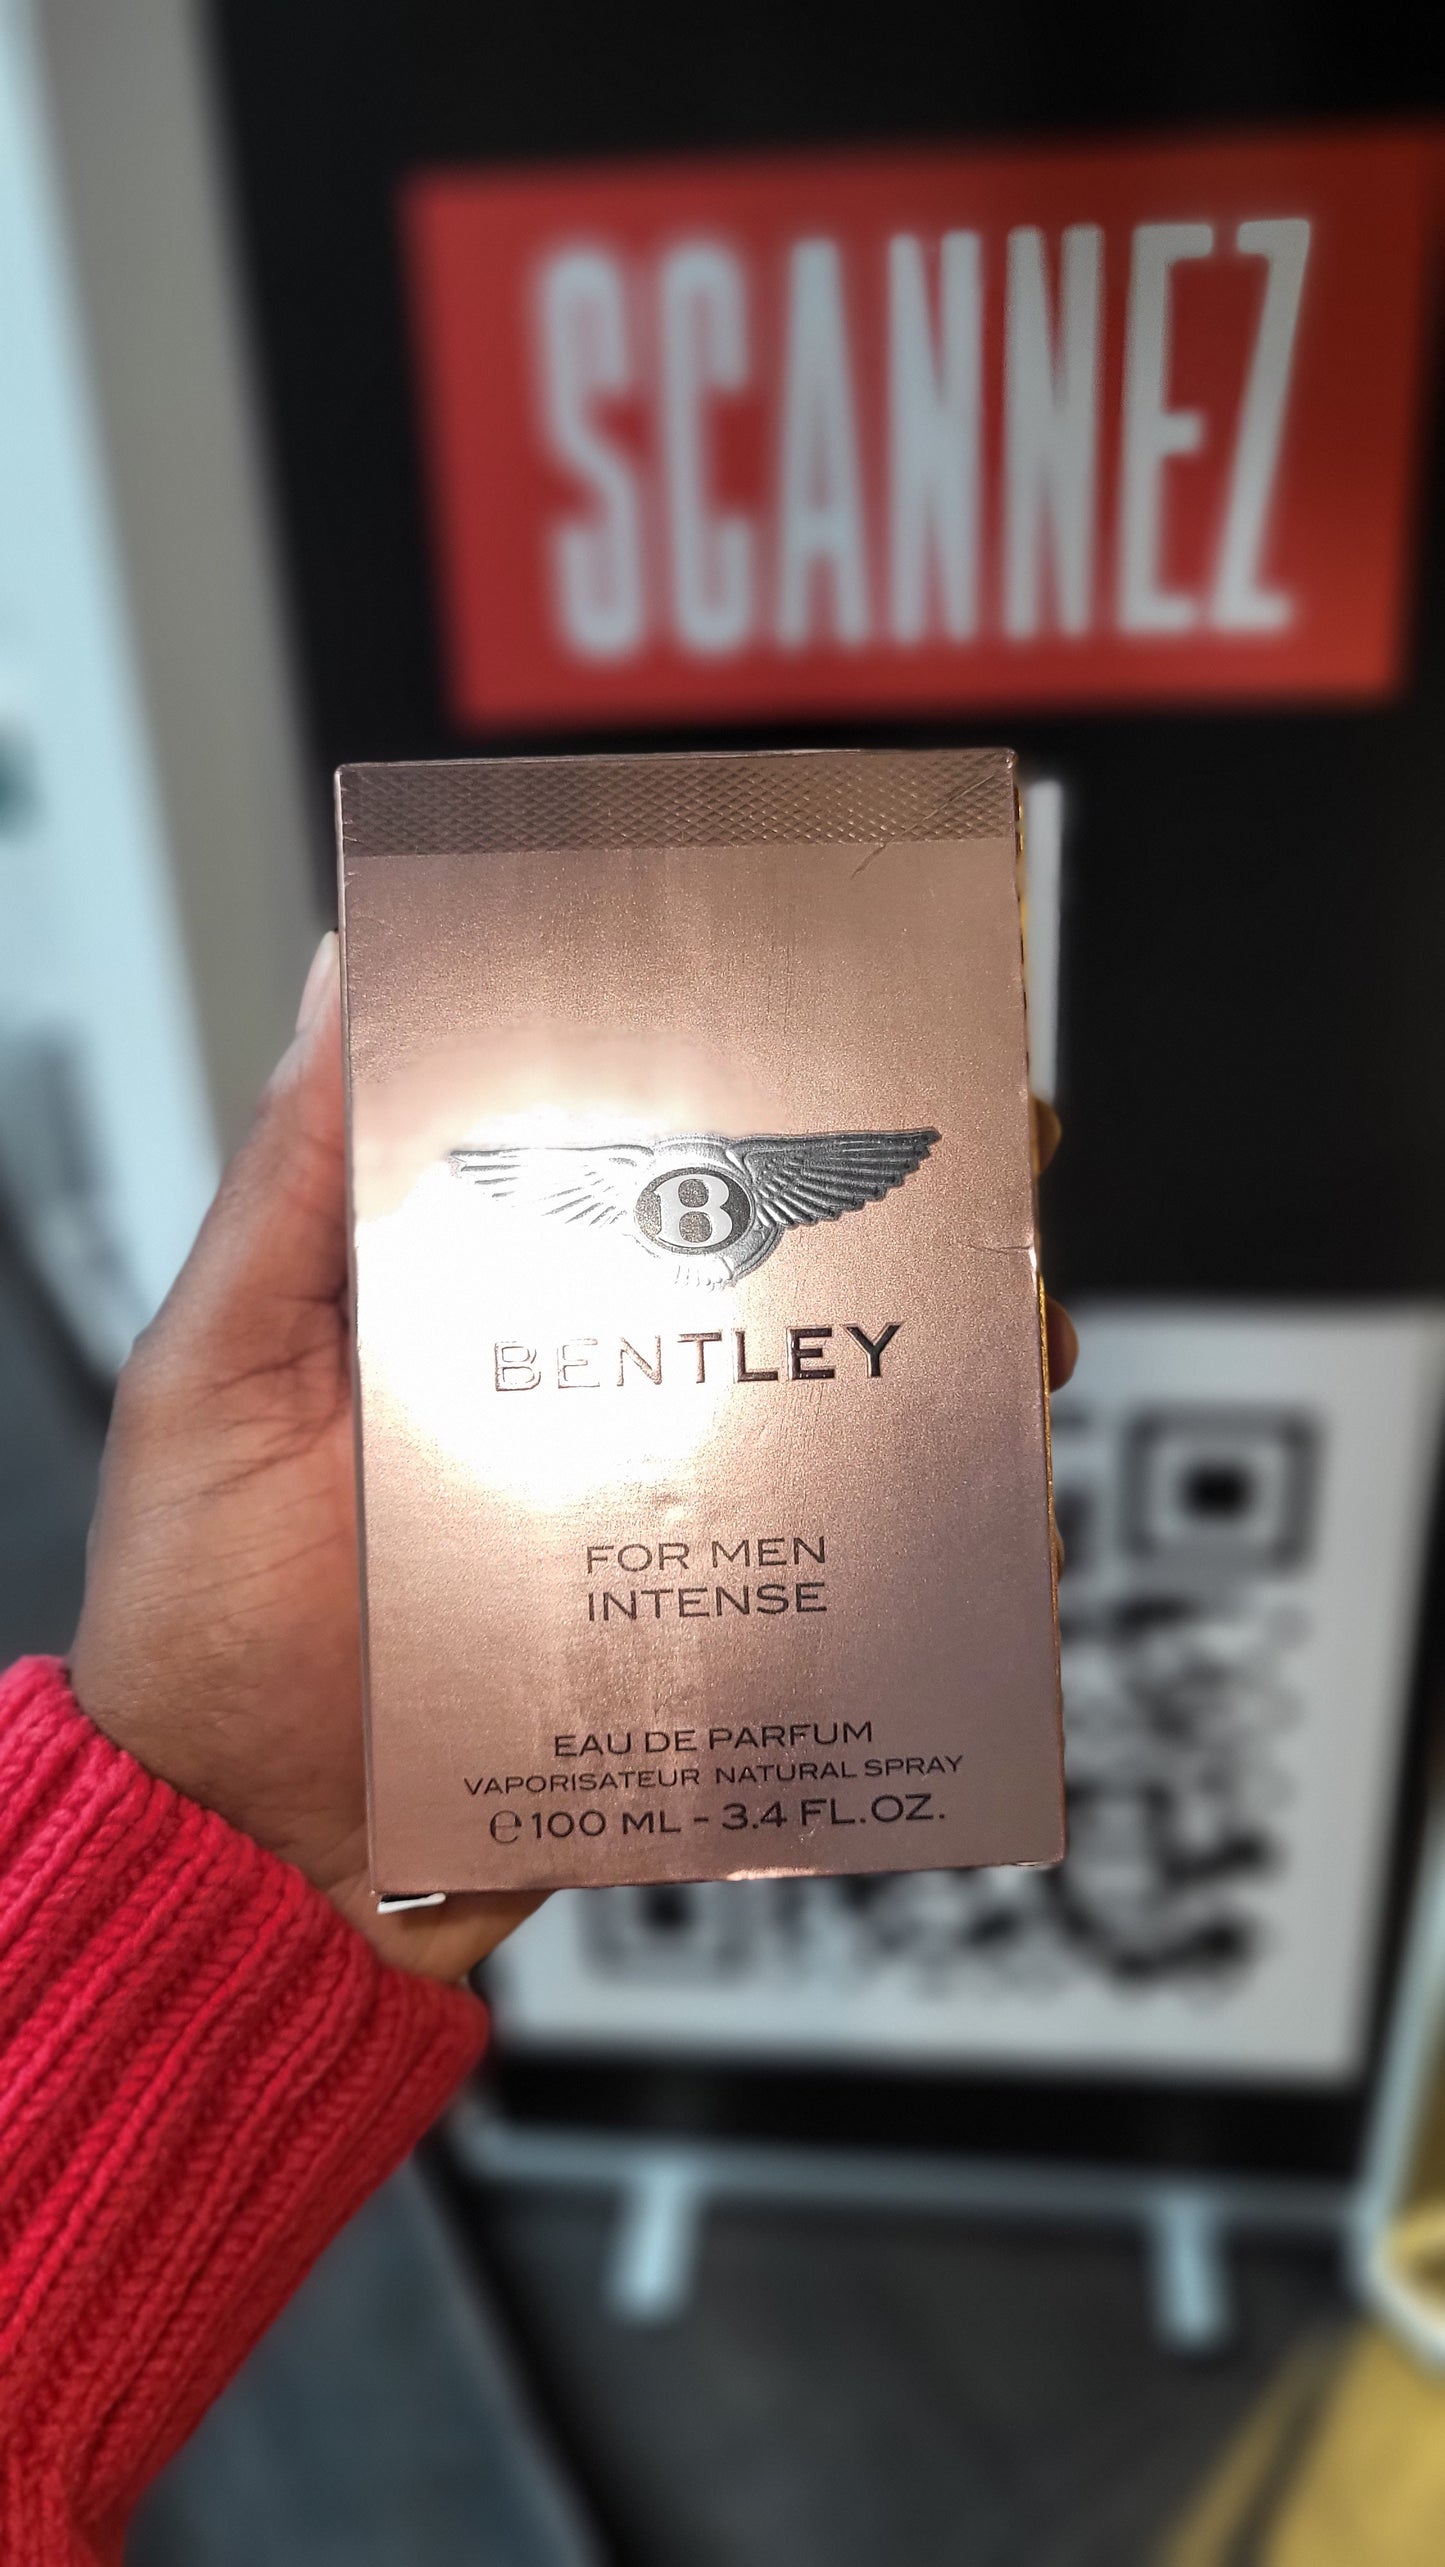 SCANNEZ
B
BENTLEY
FOR MEN
INTENSE
EAU DE PARFUM
VAPORISATEUR NATURAL SPRAY
℮ 100 ML - 3.4 FL.OZ.